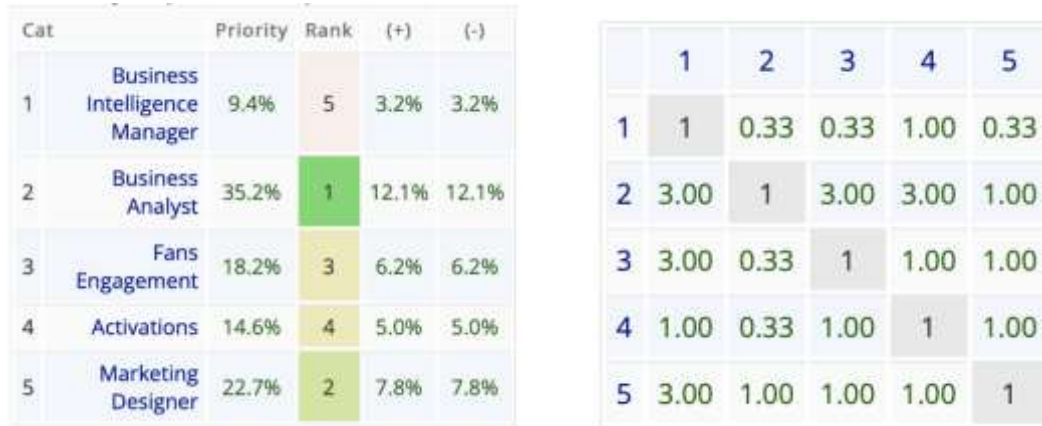 Cat Priority Rank (+) (-)
1 Business Intelligence Manager 9.4% 5 3.2% 3.2%
2 Business Analyst 35.2% 1 12.1% 12.1%
3 Fans Engagement 18.2% 3 6.2% 6.2%
4 Activations 14.6% 4 5.0% 5.0%
5 Marketing Designer 22.7% 2 7.8% 7.8%
1 2 3 4 5
1 1 0.33 0.33 1.00 0.33
2 3.00 1 3.00 3.00 1.00
3 3.00 0.33 1 1.00 1.00
4 1.00 0.33 1.00 1 1.00
5 3.00 1.00 1.00 1.00 1